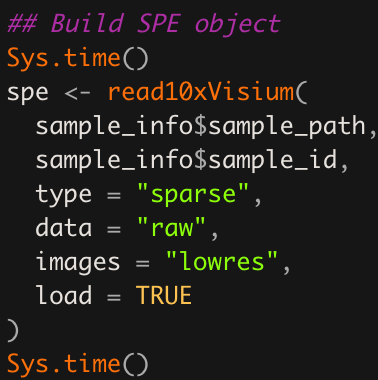 ## Build SPE object
Sys.time()
spe <- read10xVisium(
  sample_info$sample_path,
  sample_info$sample_id,
  type = "sparse",
  data = "raw",
  images = "lowres",
  load = TRUE
)
Sys.time()